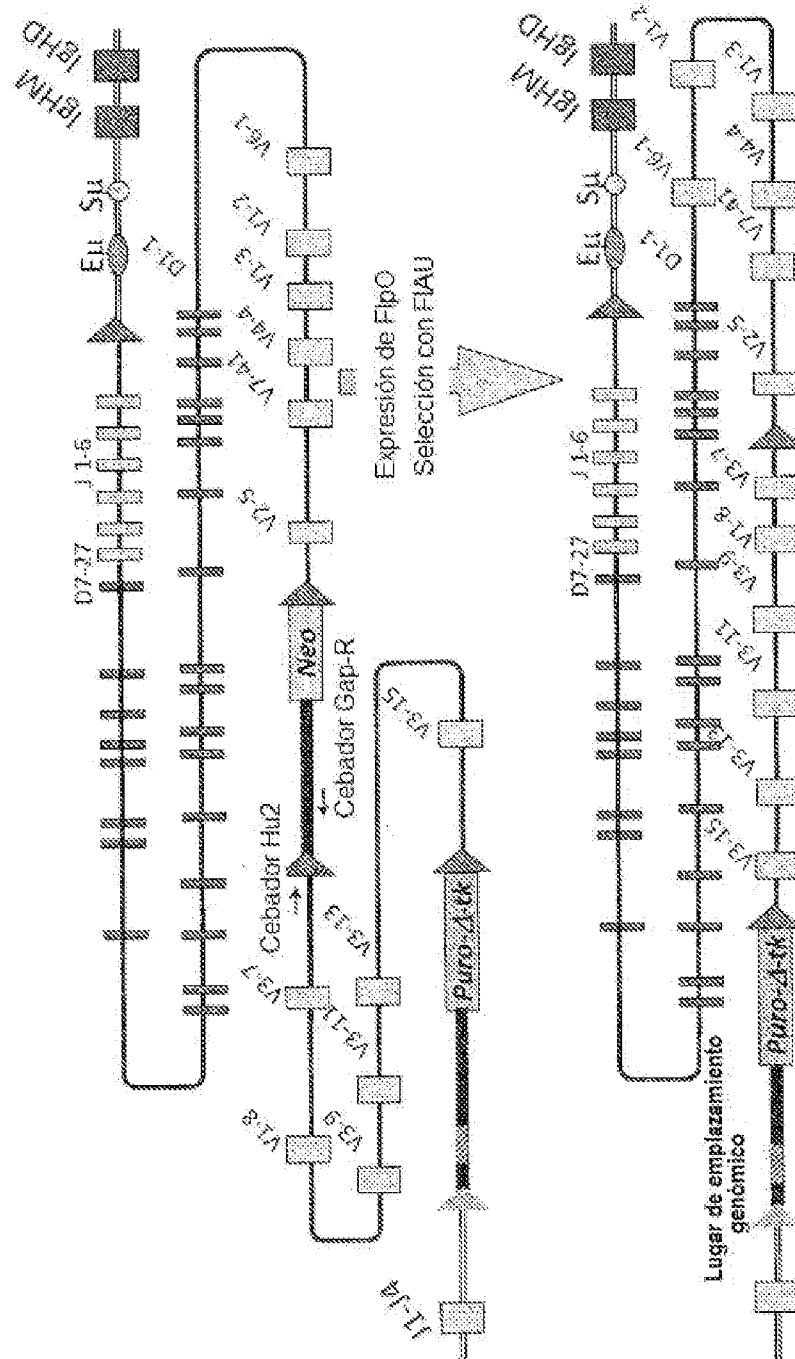 IgHD
IgHM
Sµ
Eµ
J 1-6
D7-27
D1-1
V6-1
V1-2
V1-3
V4-4
V7-41
V2-5
Neo
Cebador Hu2
Cebador Gap-R
V3-7
V1-8
V3-9
V3-11
V3-13
V3-15
Puro-Δ-tk
J1-J4
Expresión de FlpO
Selección con FIAU
IgHD
IgHM
Sµ
Eµ
J 1-6
D7-27
D1-1
V6-1
V1-2
V1-3
V4-4
V7-41
V2-5
V3-7
V1-8
V3-9
V3-11
V3-15
Puro-Δ-tk
Lugar de emplazamiento
genómico